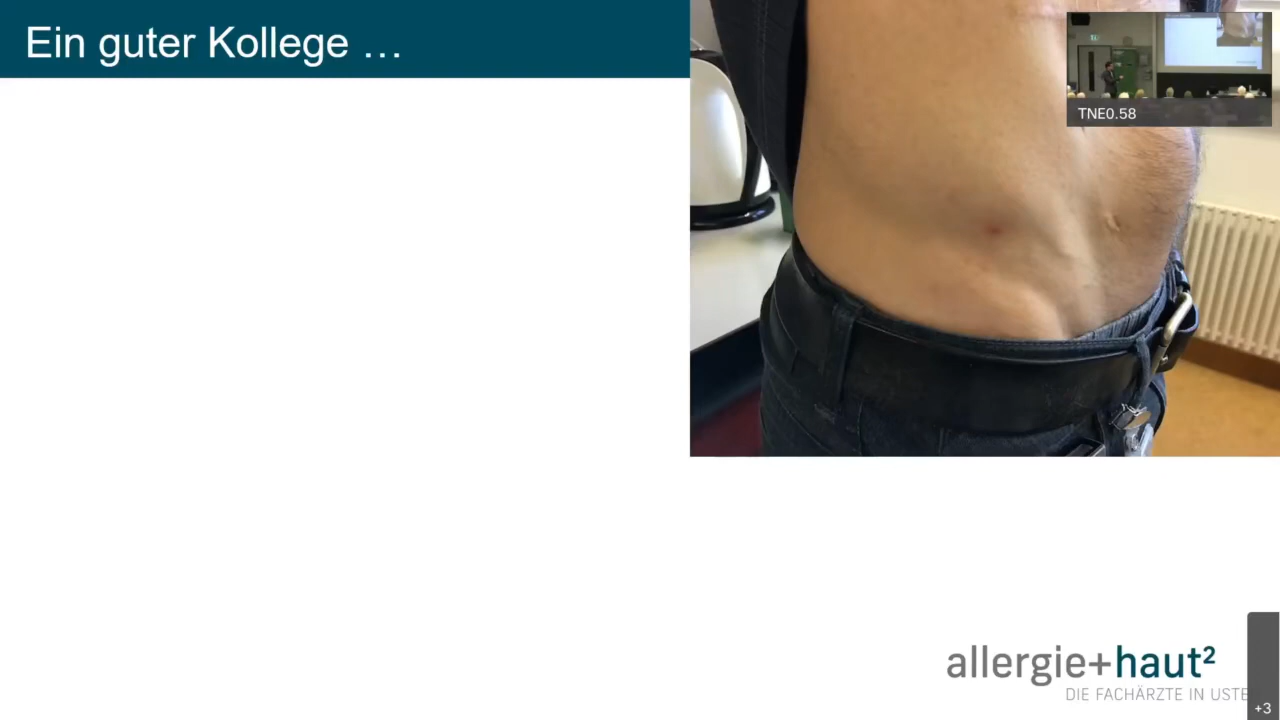 Ein guter Kollege …
TNE0.58
allergie+haut²
DIE FACHÄRZTE IN USTE
+3